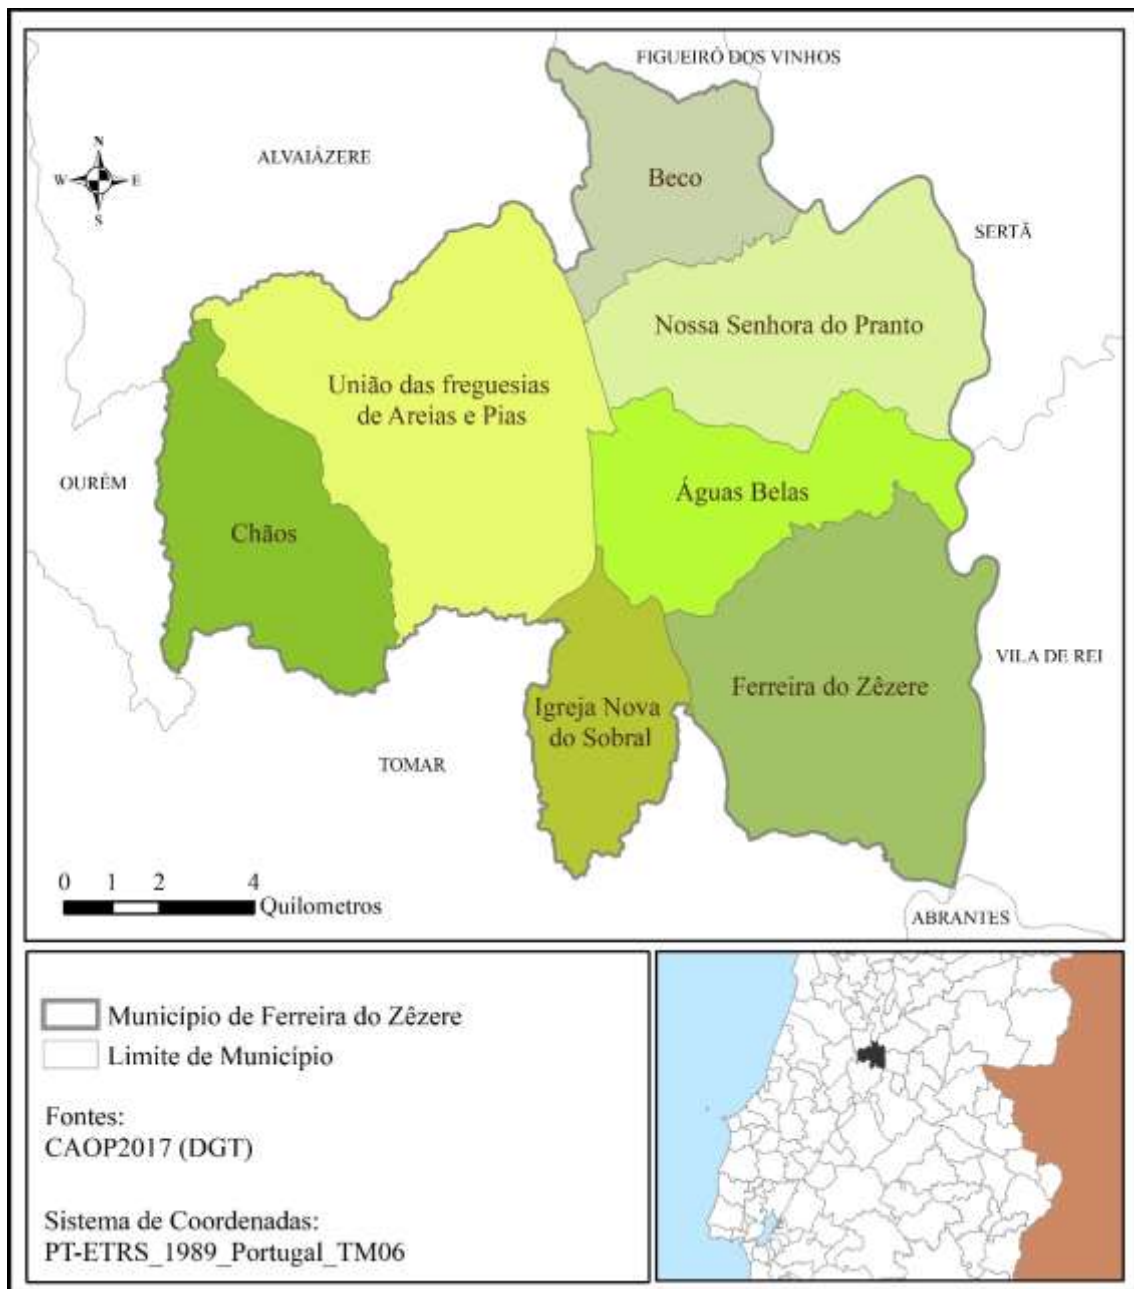 FIGUEIRÓ DOS VINHOS
ALVAIÁZERE
N
W E
S
Beco
SERTÃ
Nossa Senhora do Pranto
União das freguesias
de Areias e Pias
OURÉM
Águas Belas
Chãos
VILA DE REI
Ferreira do Zêzere
Igreja Nova
do Sobral
TOMAR
0 1 2 4
Quilometros
ABRANTES
Município de Ferreira do Zêzere
Limite de Município
Fontes:
CAOP2017 (DGT)
Sistema de Coordenadas:
PT-ETRS_1989_Portugal_TM06